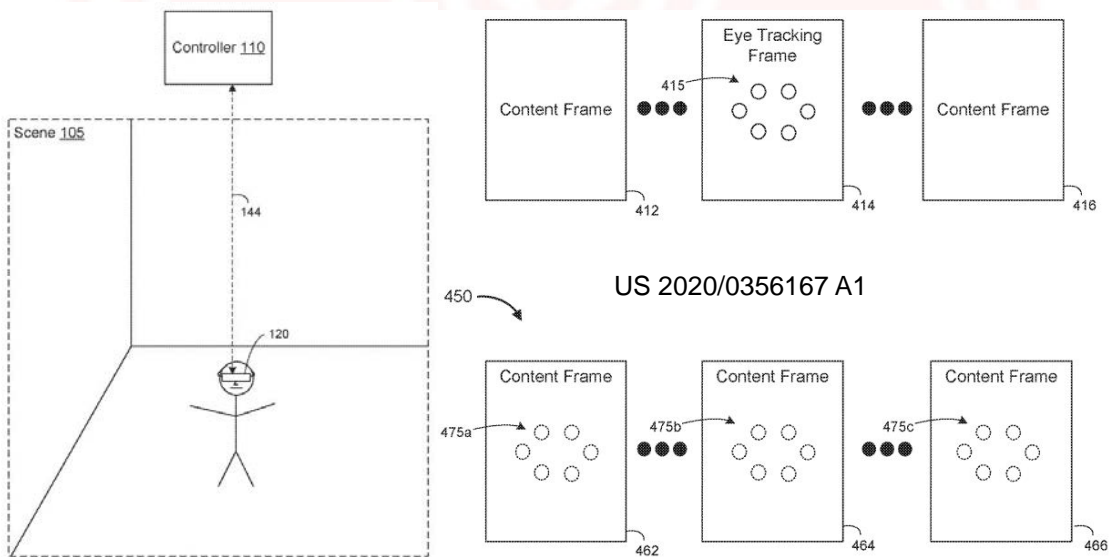 Controller 110
Scene 105
144
120
Content Frame
412
Eye Tracking
Frame
415
414
Content Frame
416
US 2020/0356167 A1
450
Content Frame
475a
462
Content Frame
475b
464
Content Frame
475c
466